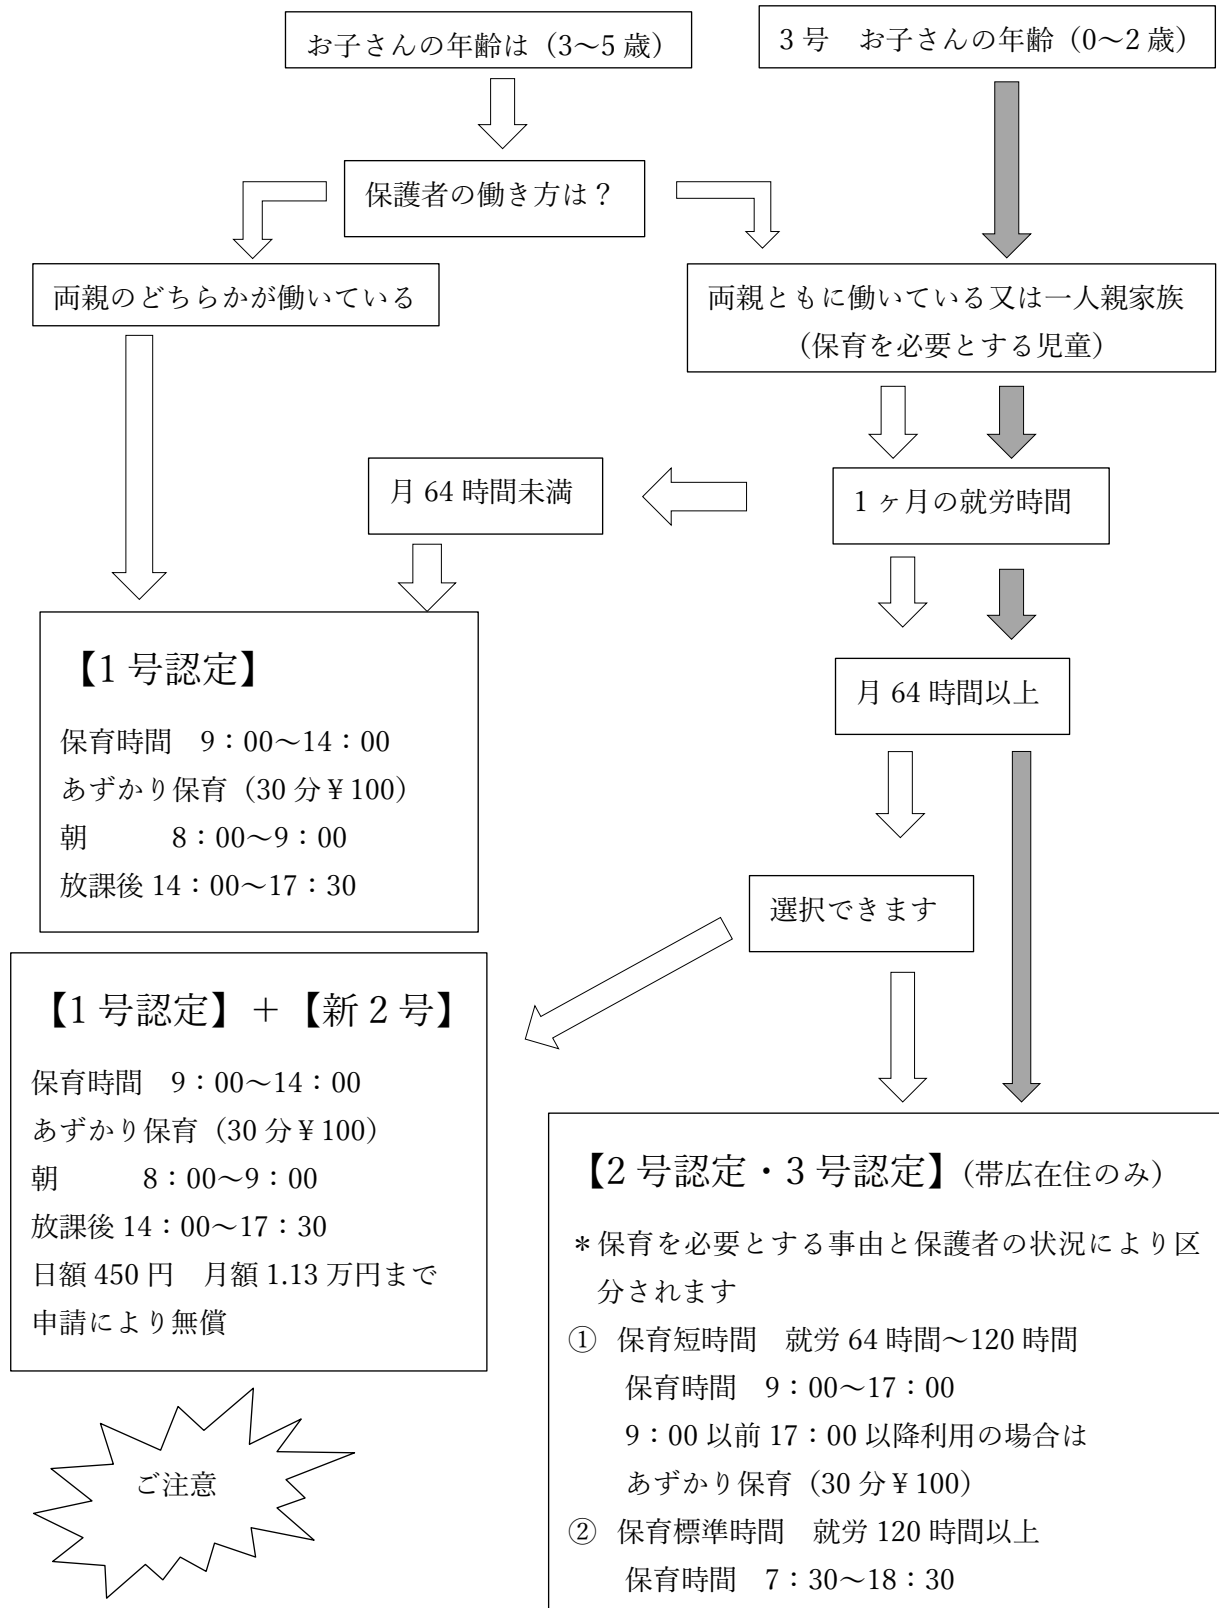 お子さんの年齢は（3～5 歳）
3 号　お子さんの年齢（0～2 歳）
保護者の働き方は？
両親のどちらかが働いている
両親ともに働いている又は一人親家族
（保育を必要とする児童）
月 64 時間未満
1 ヶ月の就労時間
月 64 時間以上
選択できます
【1 号認定】
保育時間　9：00～14：00
あずかり保育（30 分￥100）
朝　　　8：00～9：00
放課後 14：00～17：30
【1 号認定】＋【新 2 号】
保育時間　9：00～14：00
あずかり保育（30 分￥100）
朝　　　8：00～9：00
放課後 14：00～17：30
日額 450 円　月額 1.13 万円まで
申請により無償
ご注意
【2 号認定・3 号認定】（帯広在住のみ）
＊保育を必要とする事由と保護者の状況により区
分されます
① 保育短時間　就労 64 時間～120 時間
保育時間　9：00～17：00
9：00 以前 17：00 以降利用の場合は
あずかり保育（30 分￥100）
② 保育標準時間　就労 120 時間以上
保育時間　7：30～18：30